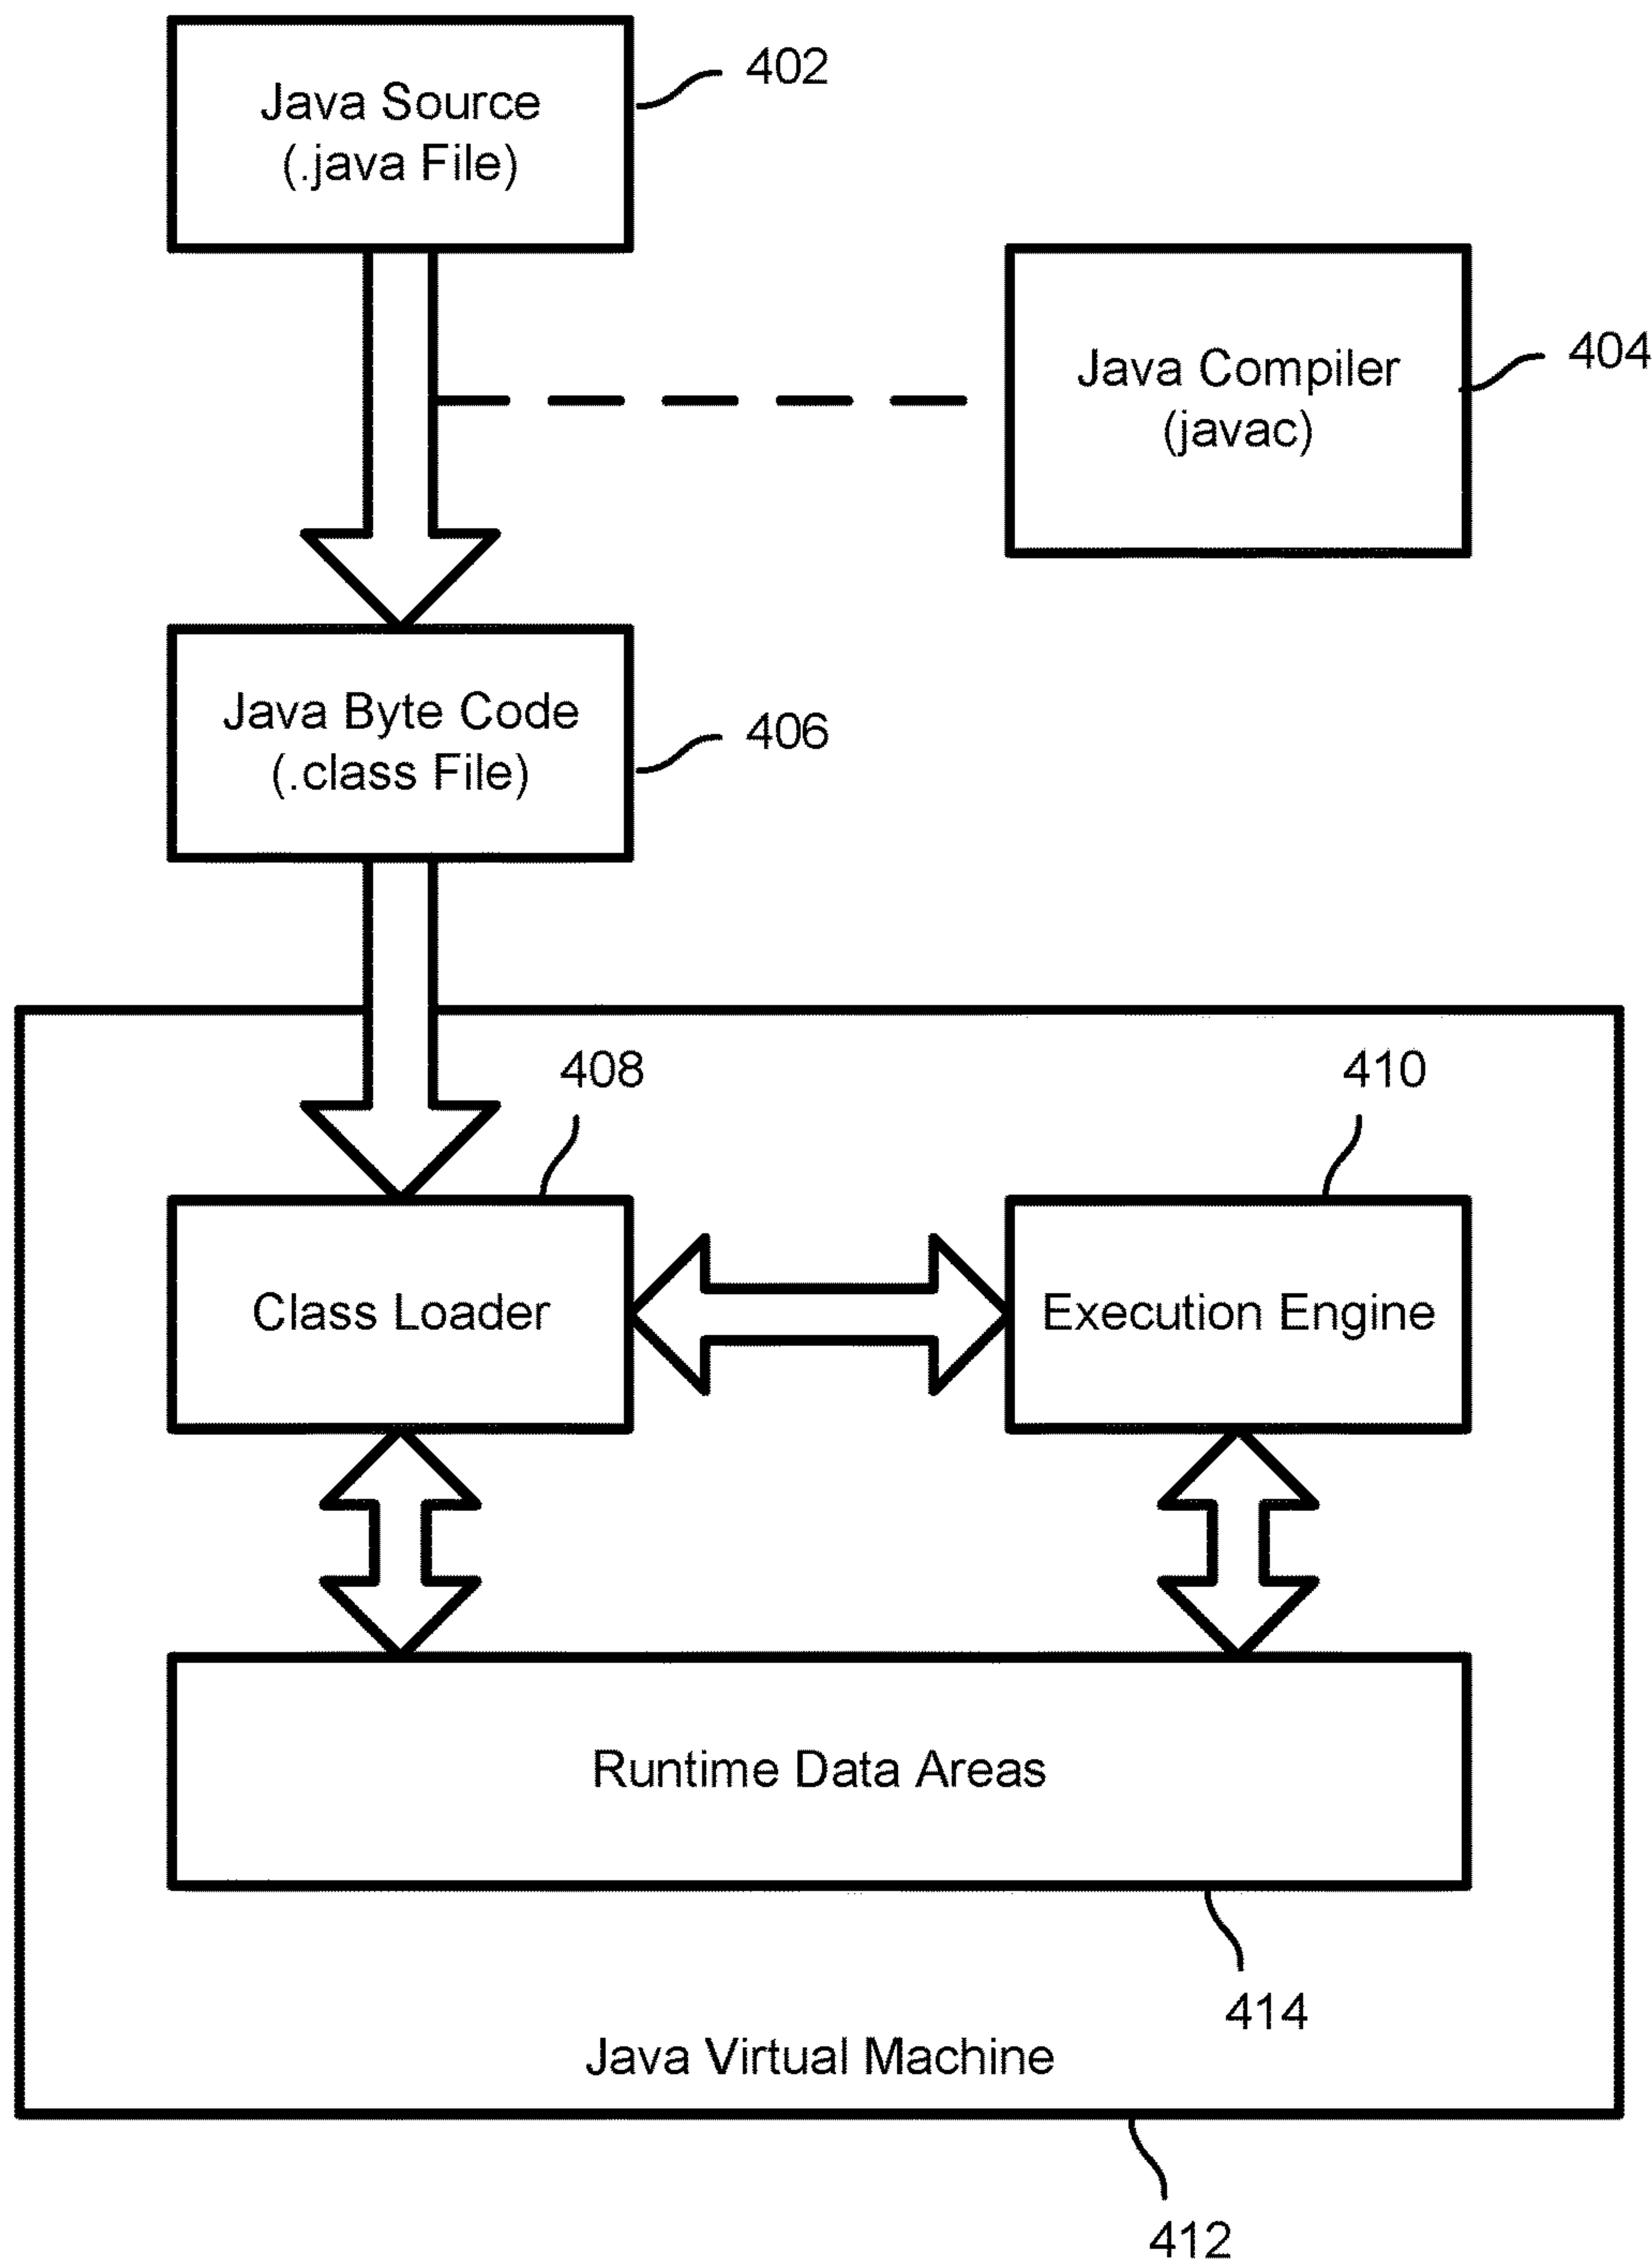 Java Source
(.java File)
402
Java Compiler
(javac)
404
Java Byte Code
(.class File)
406
408
410
Class Loader
Execution Engine
Runtime Data Areas
414
Java Virtual Machine
412